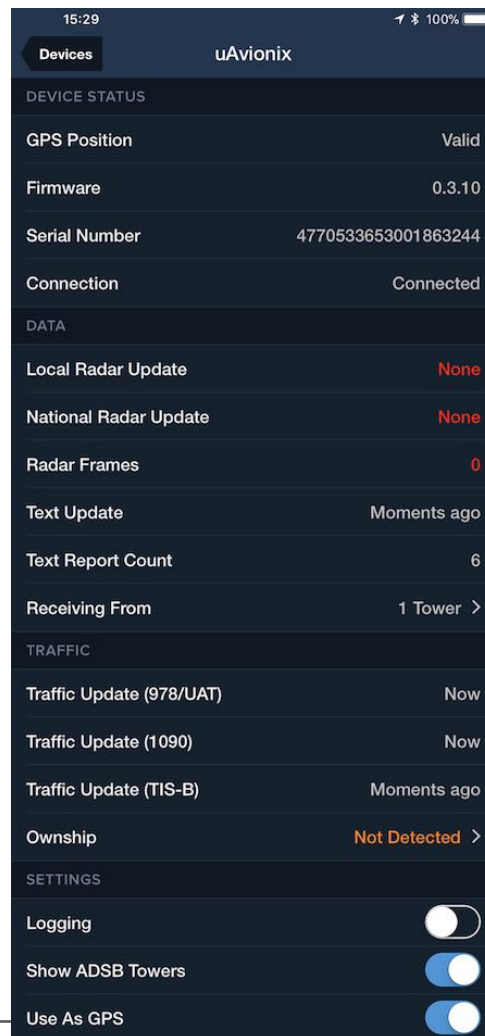 15:29 100%
Devices uAvionix
DEVICE STATUS
GPS Position Valid
Firmware 0.3.10
Serial Number 4770533653001863244
Connection Connected
DATA
Local Radar Update None
National Radar Update None
Radar Frames 0
Text Update Moments ago
Text Report Count 6
Receiving From 1 Tower >
TRAFFIC
Traffic Update (978/UAT) Now
Traffic Update (1090) Now
Traffic Update (TIS-B) Moments ago
Ownship Not Detected >
SETTINGS
Logging
Show ADSB Towers
Use As GPS